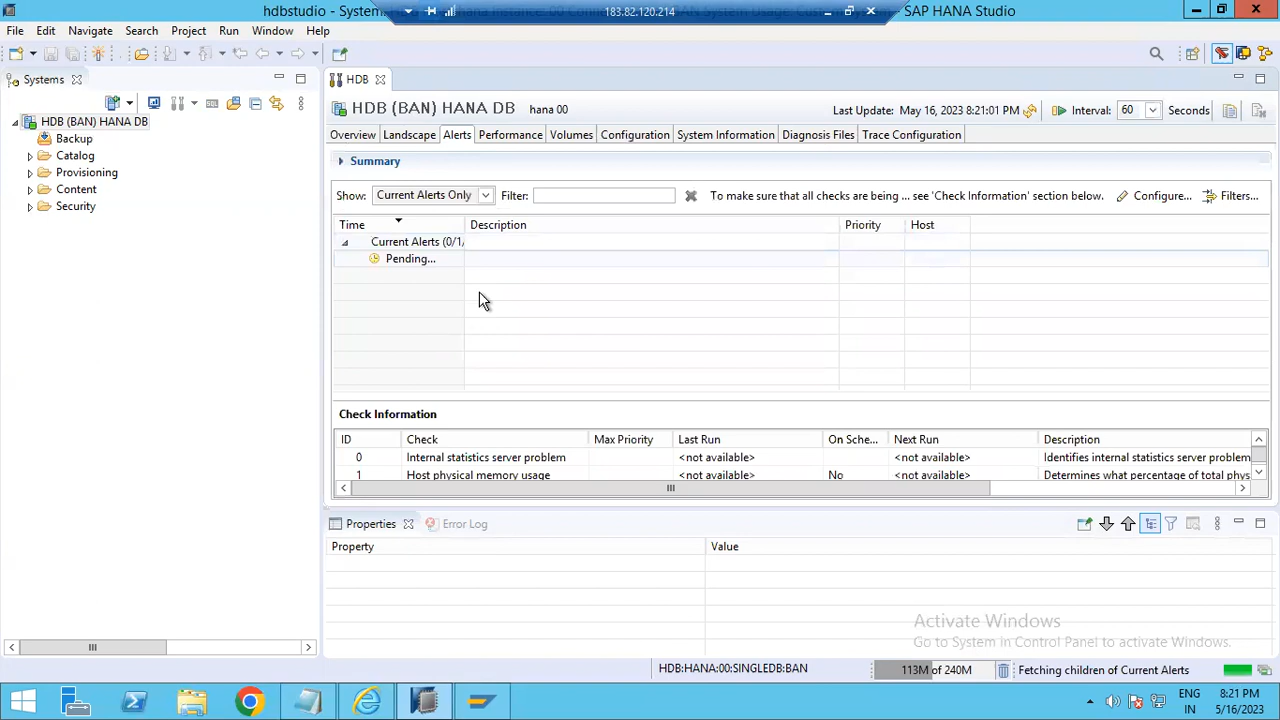 hdbstudio - System
183.82.120.214
SAP HANA Studio
File Edit Navigate Search Project Run Window Help
Systems
HDB
HDB (BAN) HANA DB
Backup
Catalog
Provisioning
Content
Security
HDB (BAN) HANA DB hana 00
Last Update: May 16, 2023 8:21:01 PM Interval: 60 Seconds
Overview Landscape Alerts Performance Volumes Configuration System Information Diagnosis Files Trace Configuration
Summary
Show: Current Alerts Only Filter: To make sure that all checks are being ... see 'Check Information' section below. Configure... Filters...
Time Description Priority Host
Current Alerts (0/1/
Pending...
Check Information
ID Check Max Priority Last Run On Sche... Next Run Description
0 Internal statistics server problem <not available> <not available> Identifies internal statistics server problem
1 Host physical memory usage <not available> No <not available> Determines what percentage of total phys
Properties Error Log
Property Value
Activate Windows
Go to System in Control Panel to activate Windows.
HDB:HANA:00:SINGLEDB:BAN 113M of 240M Fetching children of Current Alerts
ENG 8:21 PM
IN 5/16/2023